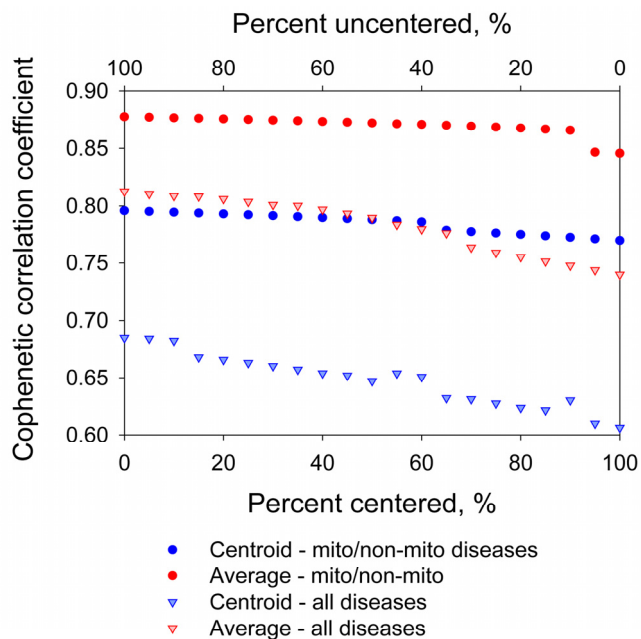 Percent uncentered, %
100 80 60 40 20 0
Cophenetic correlation coefficient
0.90
0.85
0.80
0.75
0.70
0.65
0.60
0 20 40 60 80 100
Percent centered, %
Centroid - mito/non-mito diseases
Average - mito/non-mito
Centroid - all diseases
Average - all diseases